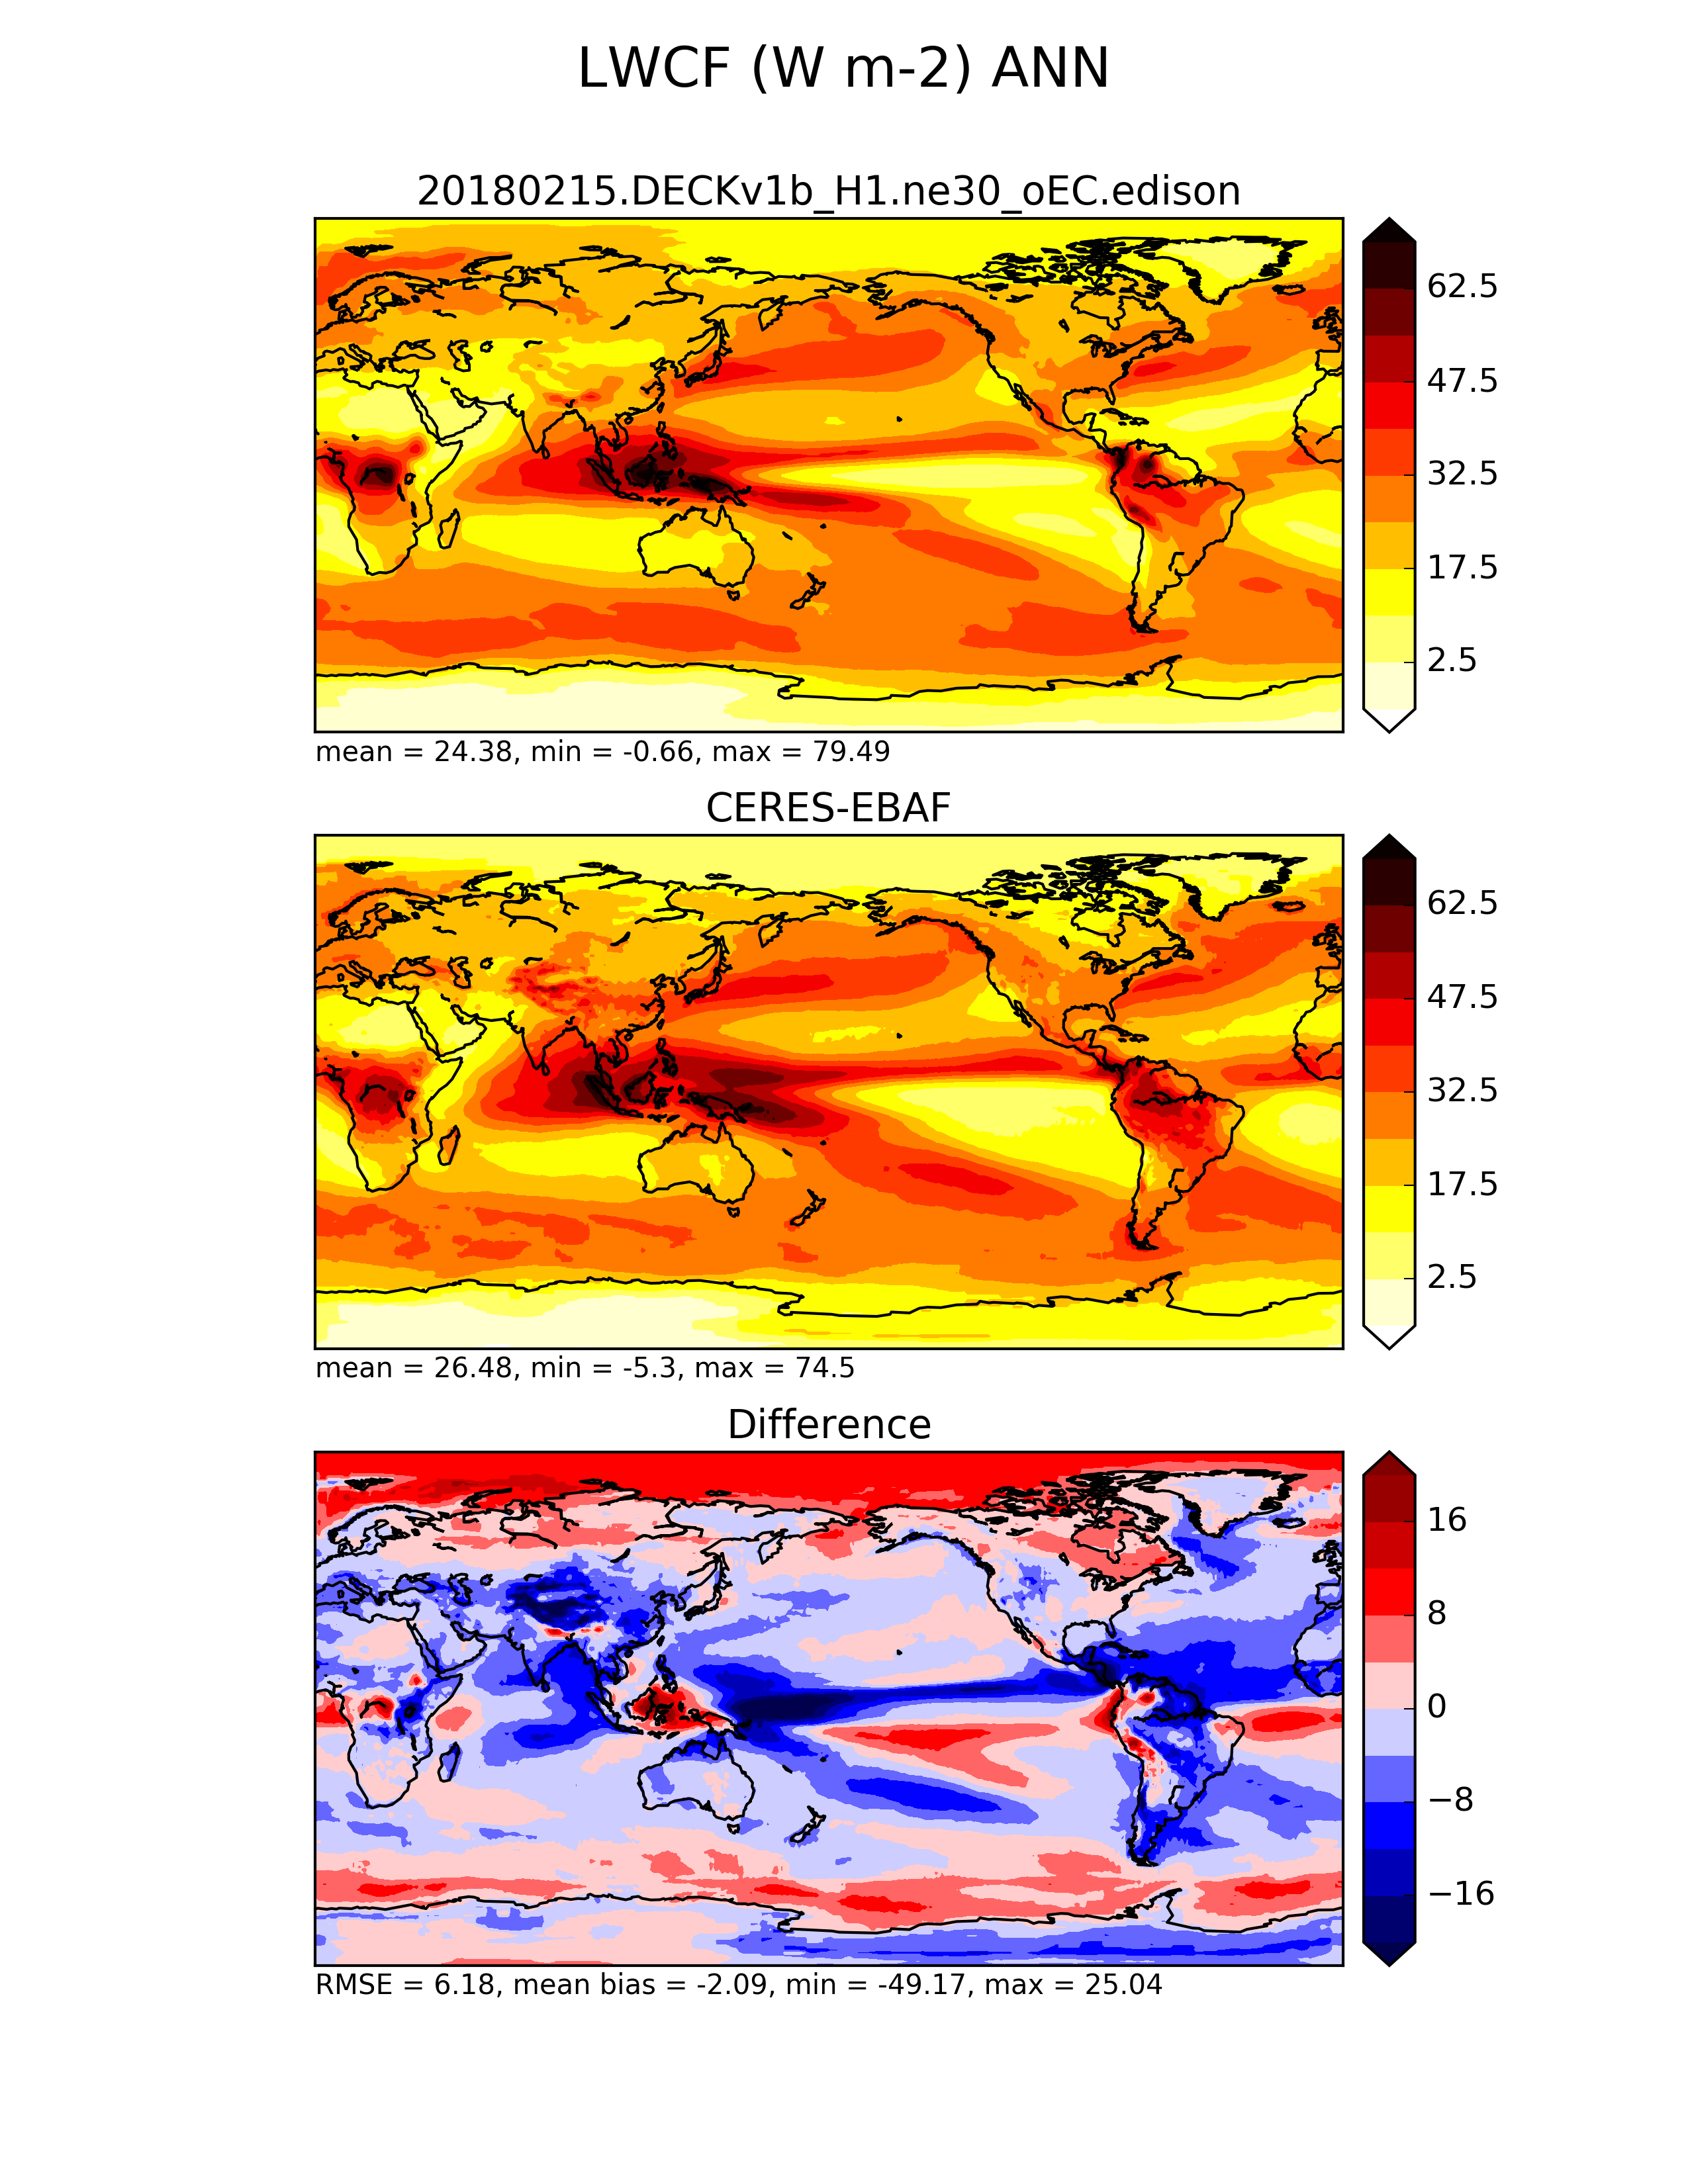 LWCF (W m-2) ANN
20180215.DECKv1b_H1.ne30_oEC.edison
62.5
47.5
32.5
17.5
2.5
mean = 24.38, min = -0.66, max = 79.49
CERES-EBAF
62.5
47.5
32.5
17.5
2.5
mean = 26.48, min = -5.3, max = 74.5
Difference
16
8
0
−8
−16
RMSE = 6.18, mean bias = -2.09, min = -49.17, max = 25.04